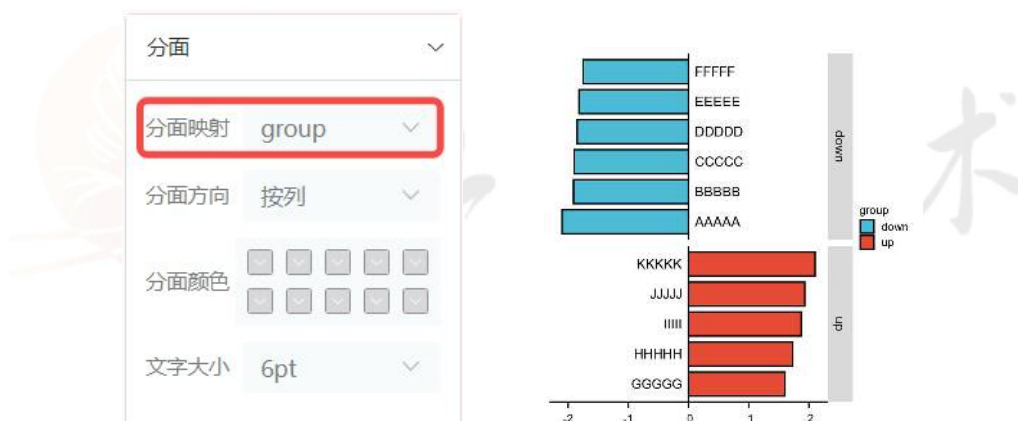 分面
分面映射 group
分面方向 按列
分面颜色
文字大小 6pt
FFFFF
EEEEE
DDDDD
CCCCC
BBBBB
AAAAA
down
KKKKK
JJJJJ
IIIII
HHHHH
GGGGG
up
-2 -1 0 1 2
group
down
up
术